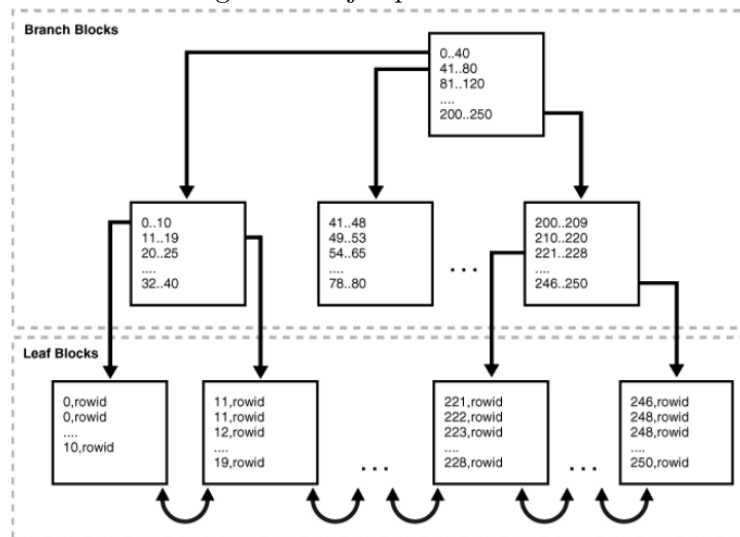 Branch Blocks
0..40
41..80
81..120
....
200..250
0..10
11..19
20..25
....
32..40
41..48
49..53
54..65
....
78..80
...
200..209
210..220
221..228
....
246..250
Leaf Blocks
0,rowid
0,rowid
....
10,rowid
11,rowid
11,rowid
12,rowid
....
19,rowid
...
221,rowid
222,rowid
223,rowid
....
228,rowid
...
246,rowid
248,rowid
248,rowid
....
250,rowid